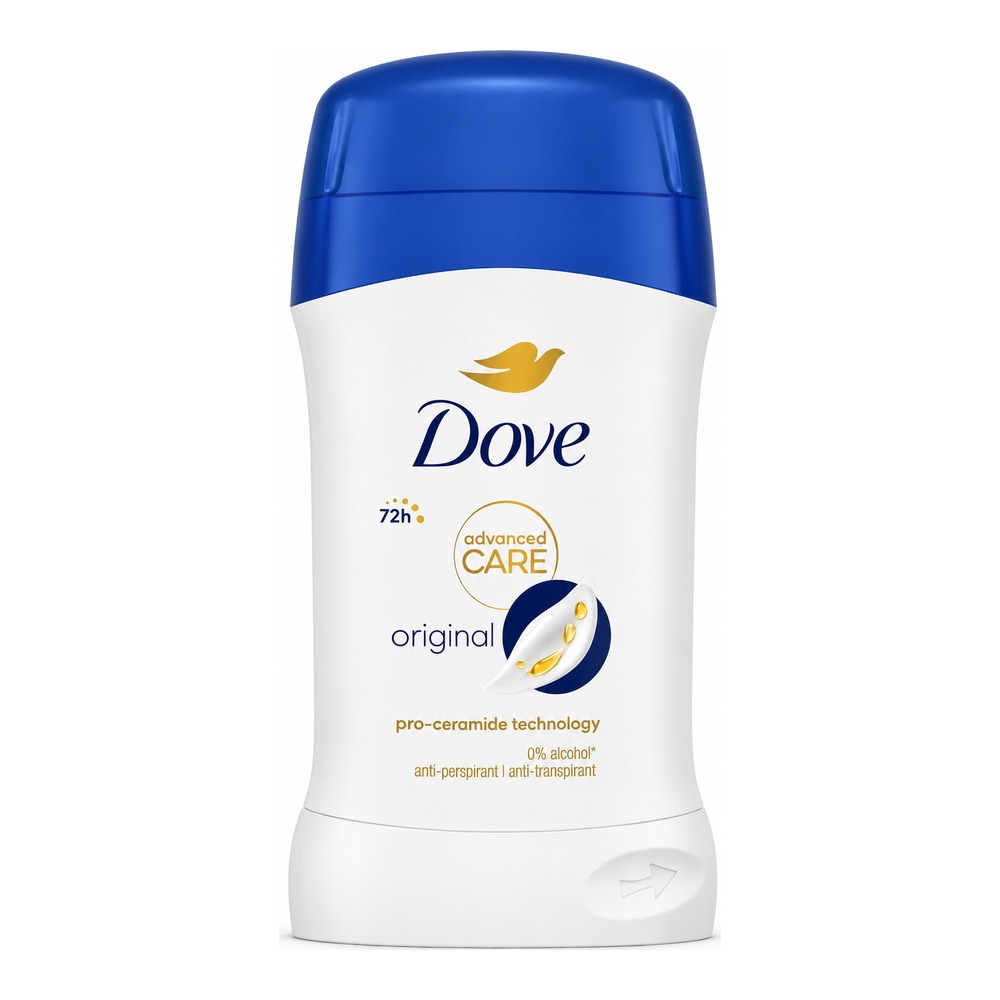 Dove
72h
advanced
CARE
original
pro-ceramide technology
0% alcohol*
anti-perspirant | anti-transpirant